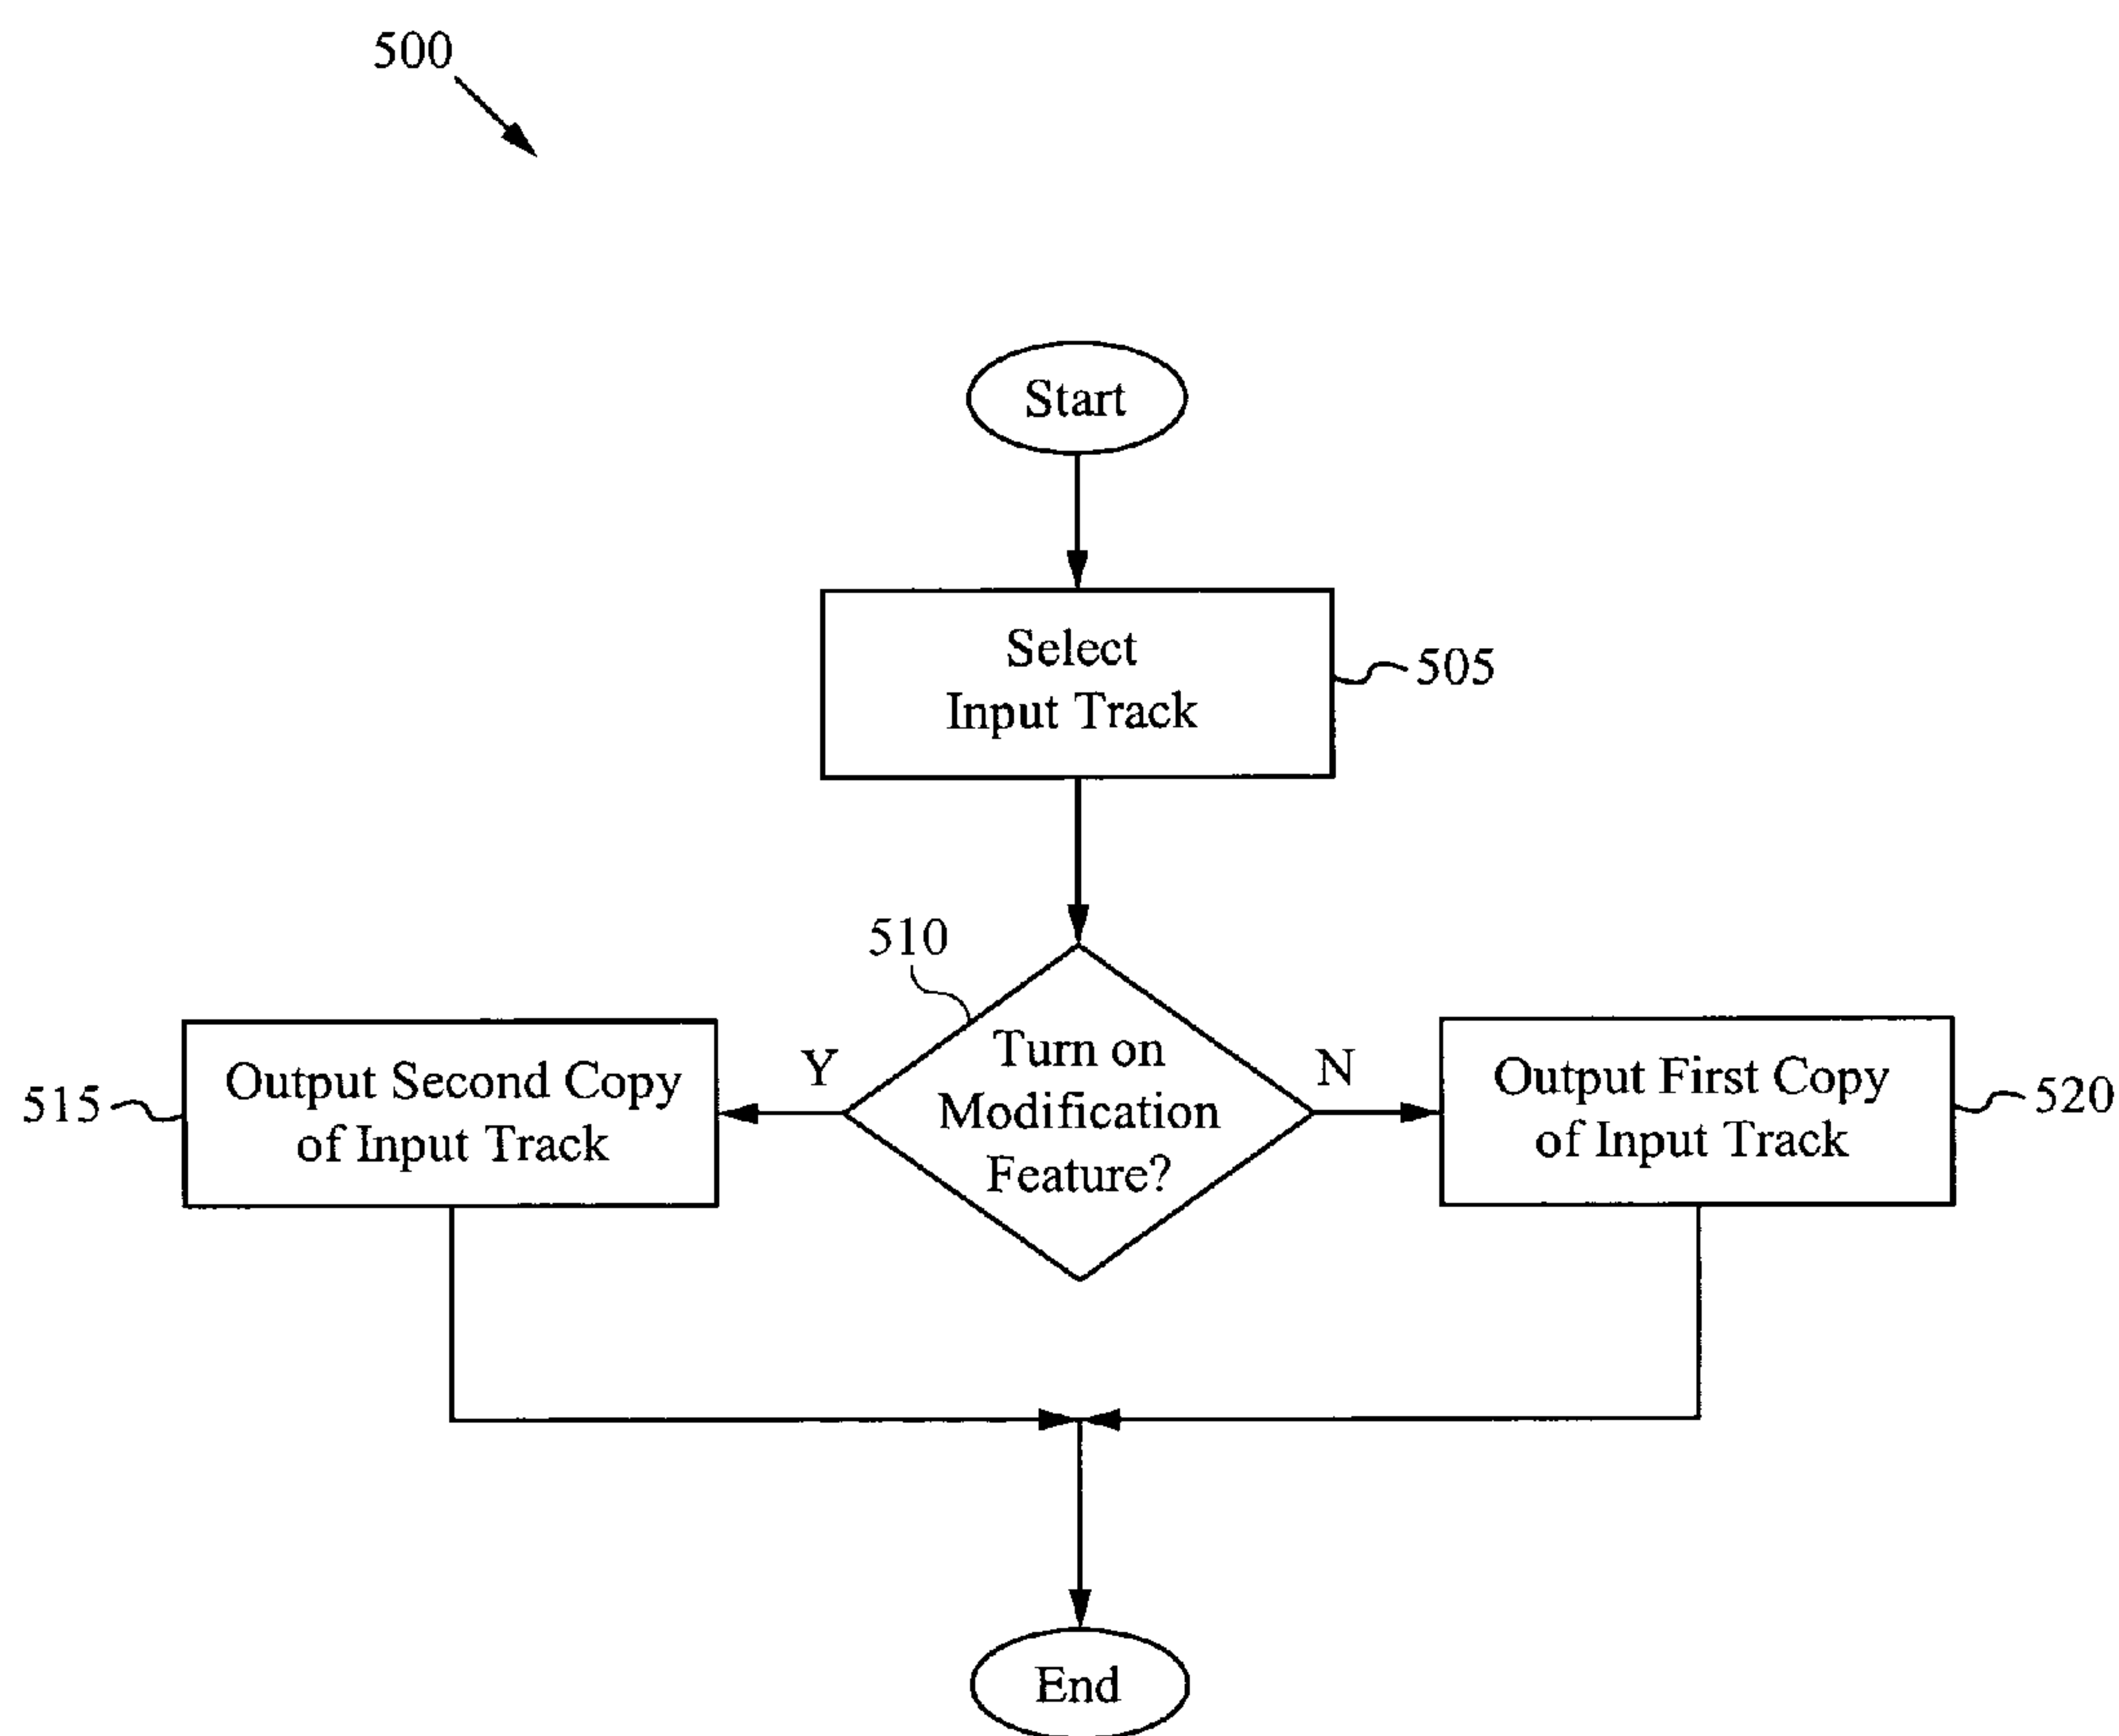 500
Start
Select
Input Track
505
510
Turn on
Modification
Feature?
Y
N
Output Second Copy
of Input Track
515
Output First Copy
of Input Track
520
End